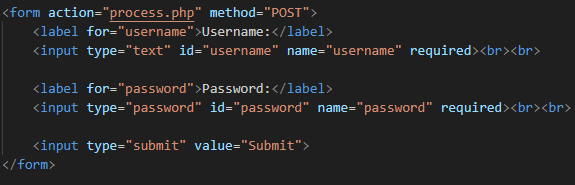 <form action="process.php" method="POST">
<label for="username">Username:</label>
<input type="text" id="username" name="username" required><br><br>
<label for="password">Password:</label>
<input type="password" id="password" name="password" required><br><br>
<input type="submit" value="Submit">
</form>